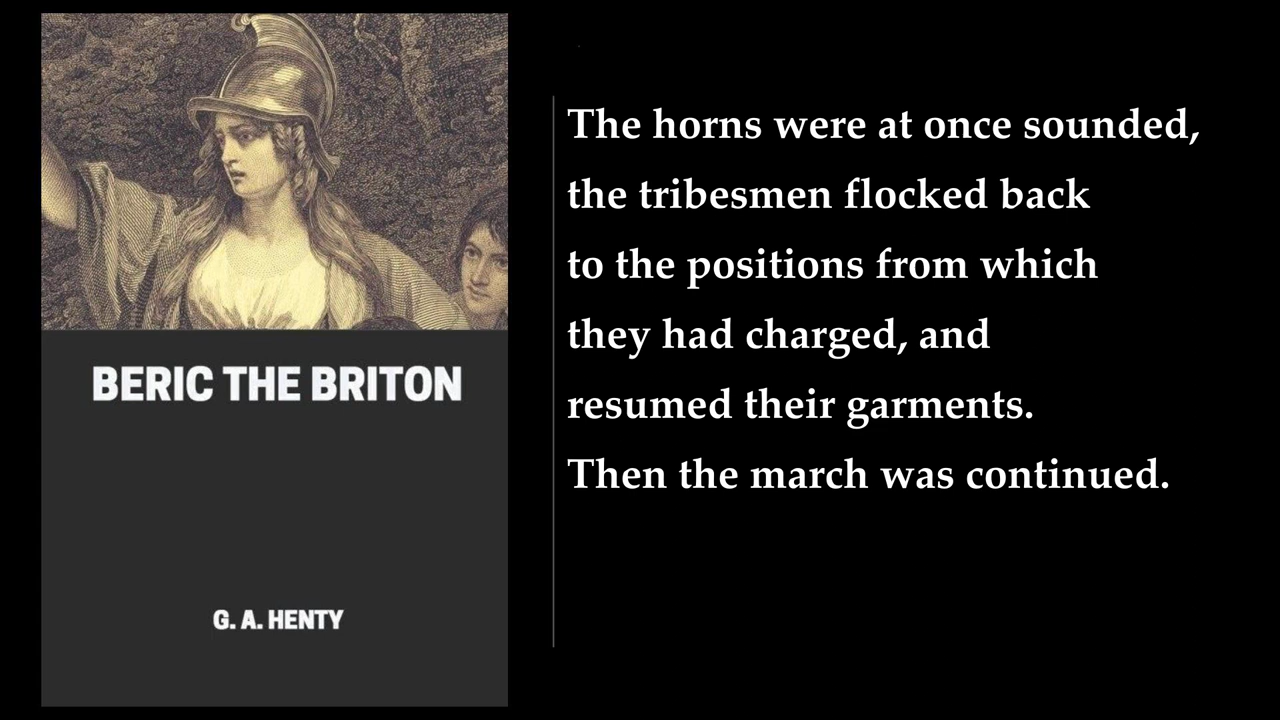 BERIC THE BRITON
G. A. HENTY
The horns were at once sounded,
the tribesmen flocked back
to the positions from which
they had charged, and
resumed their garments.
Then the march was continued.